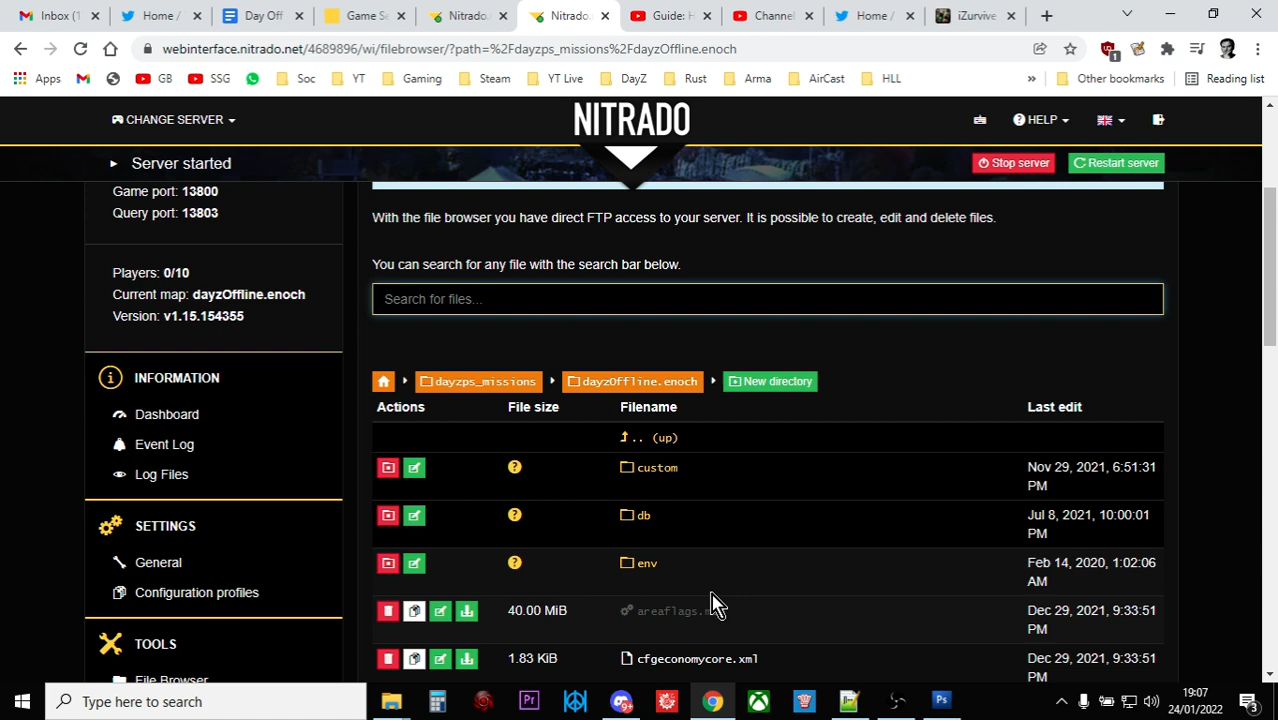 Inbox (1
Home /
Day Off
Game Se
Nitrado.
Nitrado.
Guide: H
Channel
Home /
iZurvive
webinterface.nitrado.net/4689896/wi/filebrowser/?path=%2Fdayzps_missions%2FdayzOffline.enoch
Apps
GB
SSG
Soc
YT
Gaming
Steam
YT Live
DayZ
Rust
Arma
AirCast
HLL
»
Other bookmarks
Reading list
CHANGE SERVER
NITRADO
HELP
Server started
Stop server
Restart server
Game port: 13800
Query port: 13803
Players: 0/10
Current map: dayzOffline.enoch
Version: v1.15.154355
INFORMATION
Dashboard
Event Log
Log Files
SETTINGS
General
Configuration profiles
TOOLS
File Browser
With the file browser you have direct FTP access to your server. It is possible to create, edit and delete files.
You can search for any file with the search bar below.
Search for files...
dayzps_missions
dayzOffline.enoch
New directory
Actions
File size
Filename
Last edit
.. (up)
custom
Nov 29, 2021, 6:51:31
PM
db
Jul 8, 2021, 10:00:01
PM
env
Feb 14, 2020, 1:02:06
AM
40.00 MiB
Dec 29, 2021, 9:33:51
PM
1.83 KiB
cfgeconomycore.xml
Dec 29, 2021, 9:33:51
PM
Type here to search
19:07
24/01/2022